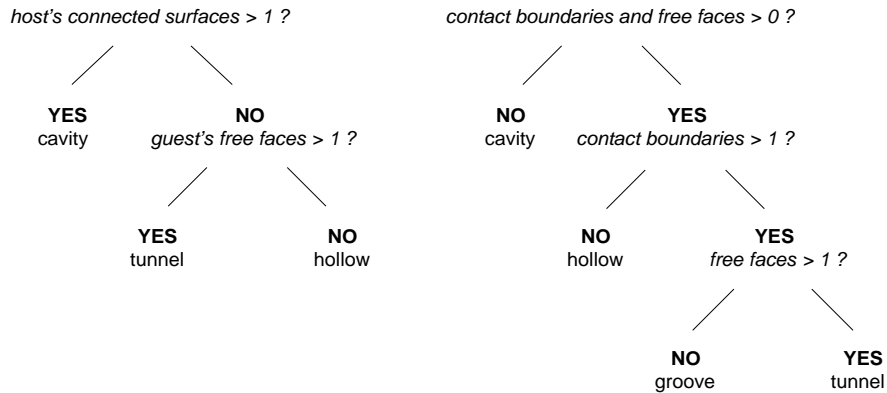 host's connected surfaces > 1 ?
YES
cavity
NO
guest's free faces > 1 ?
YES
tunnel
NO
hollow
contact boundaries and free faces > 0 ?
NO
cavity
YES
contact boundaries > 1 ?
NO
hollow
YES
free faces > 1 ?
NO
groove
YES
tunnel